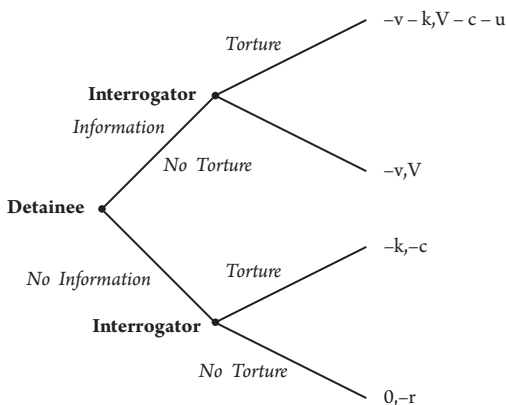 –v – k,V – c – u
Torture
Interrogator
Information
No Torture
–v,V
Detainee
–k,–c
Torture
No Information
Interrogator
No Torture
0,–r